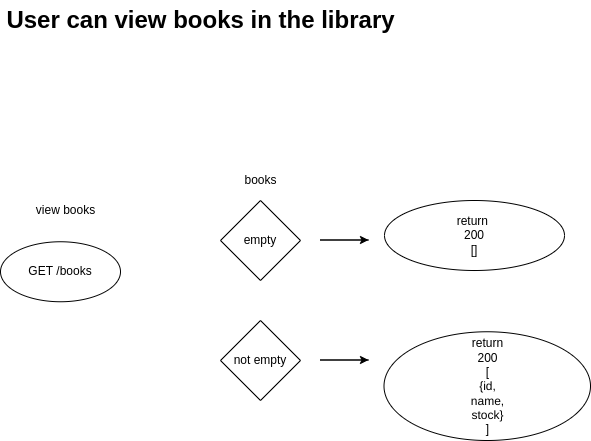 User can view books in the library
view books
GET /books
books
empty
return
200
[]
not empty
return
200
[
{id,
name,
stock}
]